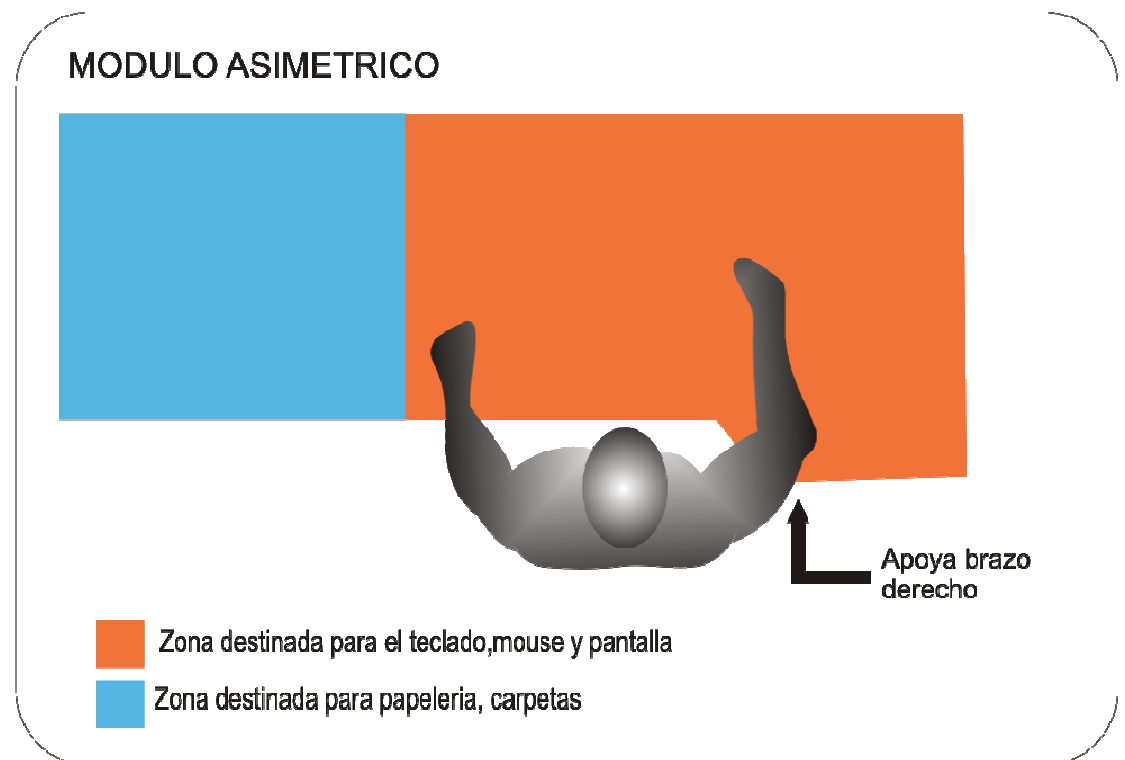 MODULO ASIMETRICO
Apoya brazo
derecho
Zona destinada para el teclado,mouse y pantalla
Zona destinada para papeleria, carpetas